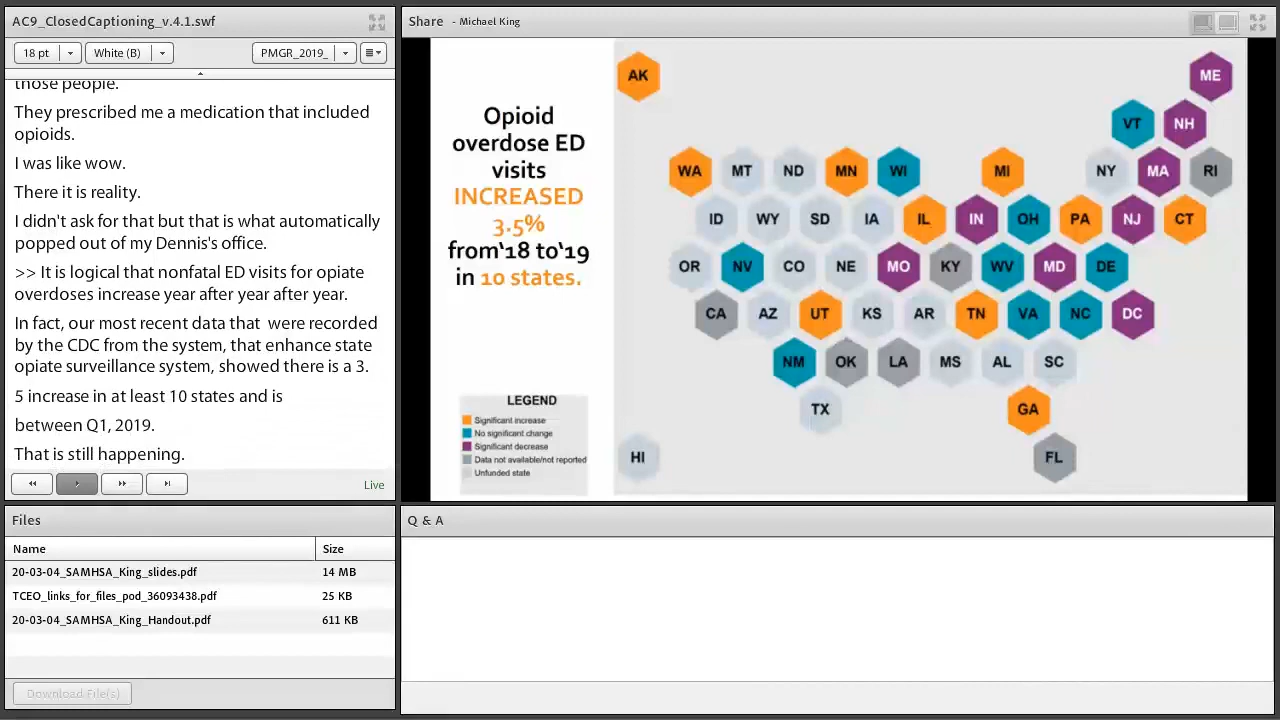 AC9_ClosedCaptioning_v.4.1.swf
18 pt
White (B)
PMGR_2019_
those people.
They prescribed me a medication that included
opioids.
I was like wow.
There it is reality.
I didn't ask for that but that is what automatically
popped out of my Dennis's office.
>> It is logical that nonfatal ED visits for opiate
overdoses increase year after year after year.
In fact, our most recent data that  were recorded
by the CDC from the system, that enhance state
opiate surveillance system, showed there is a 3.
5 increase in at least 10 states and is
between Q1, 2019.
That is still happening.
Live
Files
Name Size
20-03-04_SAMHSA_King_slides.pdf 14 MB
TCEO_links_for_files_pod_36093438.pdf 25 KB
20-03-04_SAMHSA_King_Handout.pdf 611 KB
Download File(s)
Share - Michael King
Opioid
overdose ED
visits
INCREASED
3.5%
from‘18 to‘19
in 10 states.
LEGEND
Significant increase
No significant change
Significant decrease
Data not available/not reported
Unfunded state
AK ME
VT NH
WA MT ND MN WI MI NY MA RI
ID WY SD IA IL IN OH PA NJ CT
OR NV CO NE MO KY WV MD DE
CA AZ UT KS AR TN VA NC DC
NM OK LA MS AL SC
TX GA
HI FL
Q & A